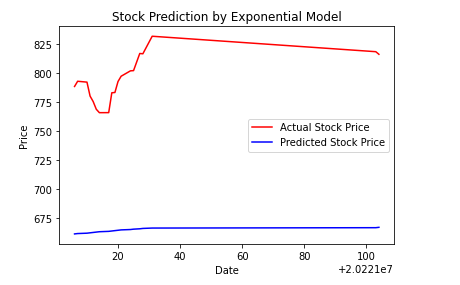 Stock Prediction by Exponential Model
825
800
775
750
725
700
675
Price
Actual Stock Price
Predicted Stock Price
20 40 60 80 100
Date
+2.0221e7